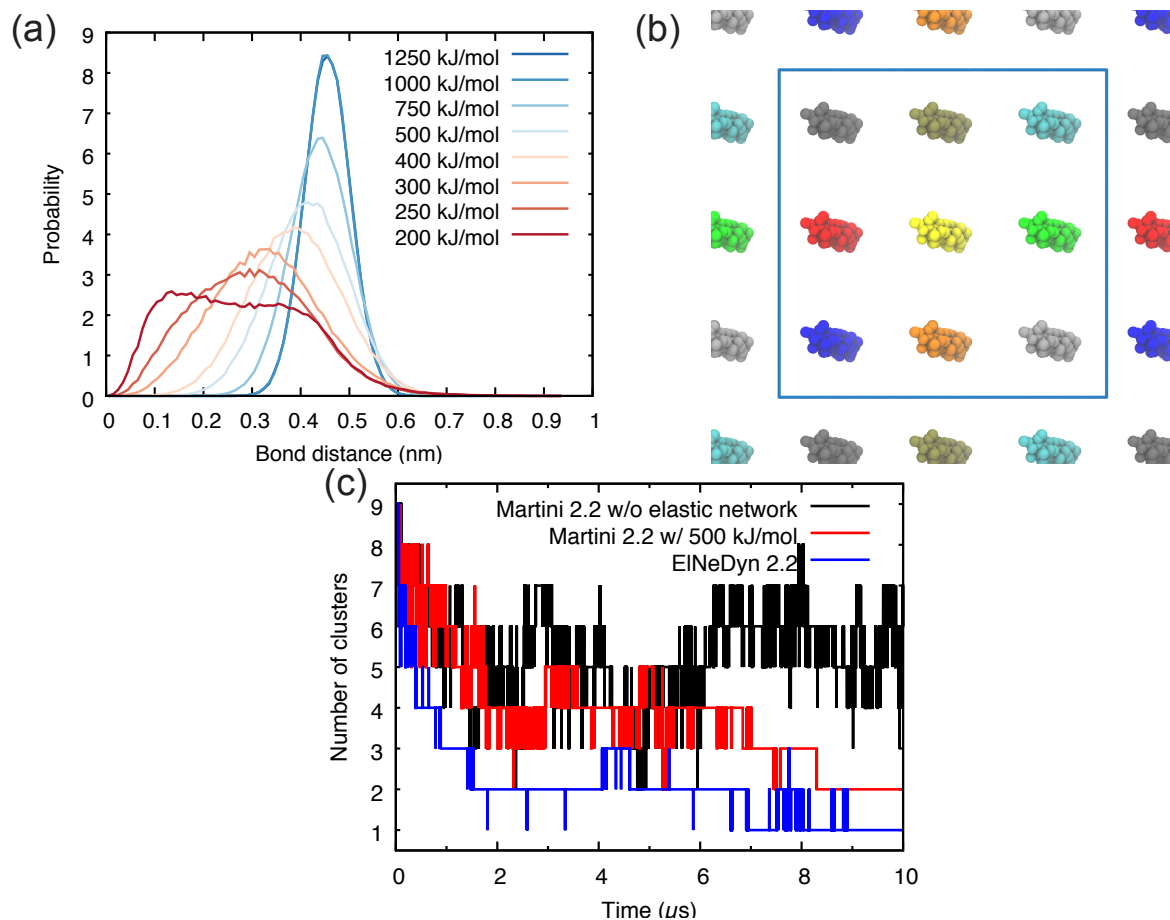 (a)
9
8
7
6
5
4
3
2
1
0
Probability
1250 kJ/mol
1000 kJ/mol
750 kJ/mol
500 kJ/mol
400 kJ/mol
300 kJ/mol
250 kJ/mol
200 kJ/mol
0 0.1 0.2 0.3 0.4 0.5 0.6 0.7 0.8 0.9 1
Bond distance (nm)
(b)
(c)
9
8
7
6
5
4
3
2
1
Number of clusters
Martini 2.2 w/o elastic network
Martini 2.2 w/ 500 kJ/mol
ElNeDyn 2.2
0 2 4 6 8 10
Time (μs)